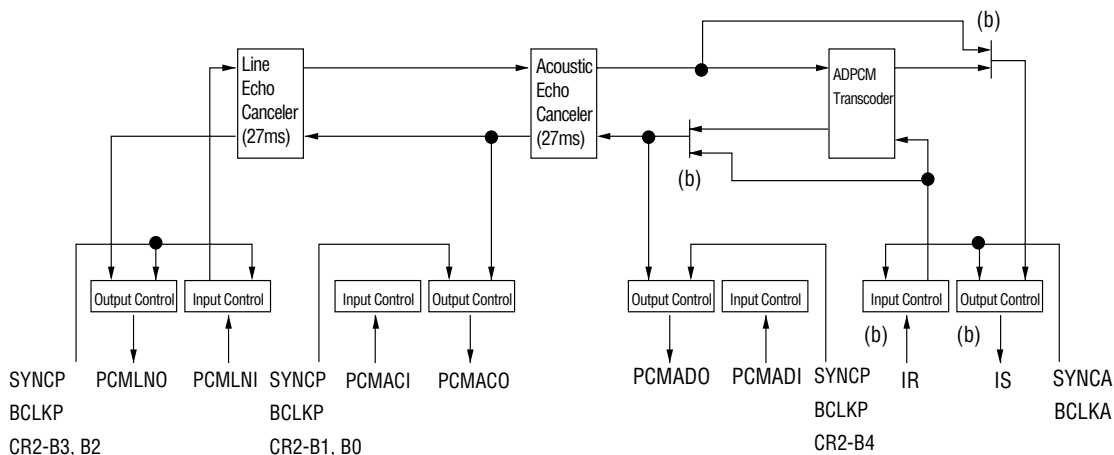 (b)
Line
Echo
Canceler
(27ms)
Acoustic
Echo
Canceler
(27ms)
ADPCM
Transcoder
(b)
Output Control
Input Control
Input Control
Output Control
Output Control
Input Control
Input Control
Output Control
(b)
(b)
SYNCP
BCLKP
CR2-B3, B2
PCMLNO
PCMLNI
SYNCP
BCLKP
CR2-B1, B0
PCMACI
PCMACO
PCMADO
PCMADI
SYNCP
BCLKP
CR2-B4
IR
IS
SYNCA
BCLKA